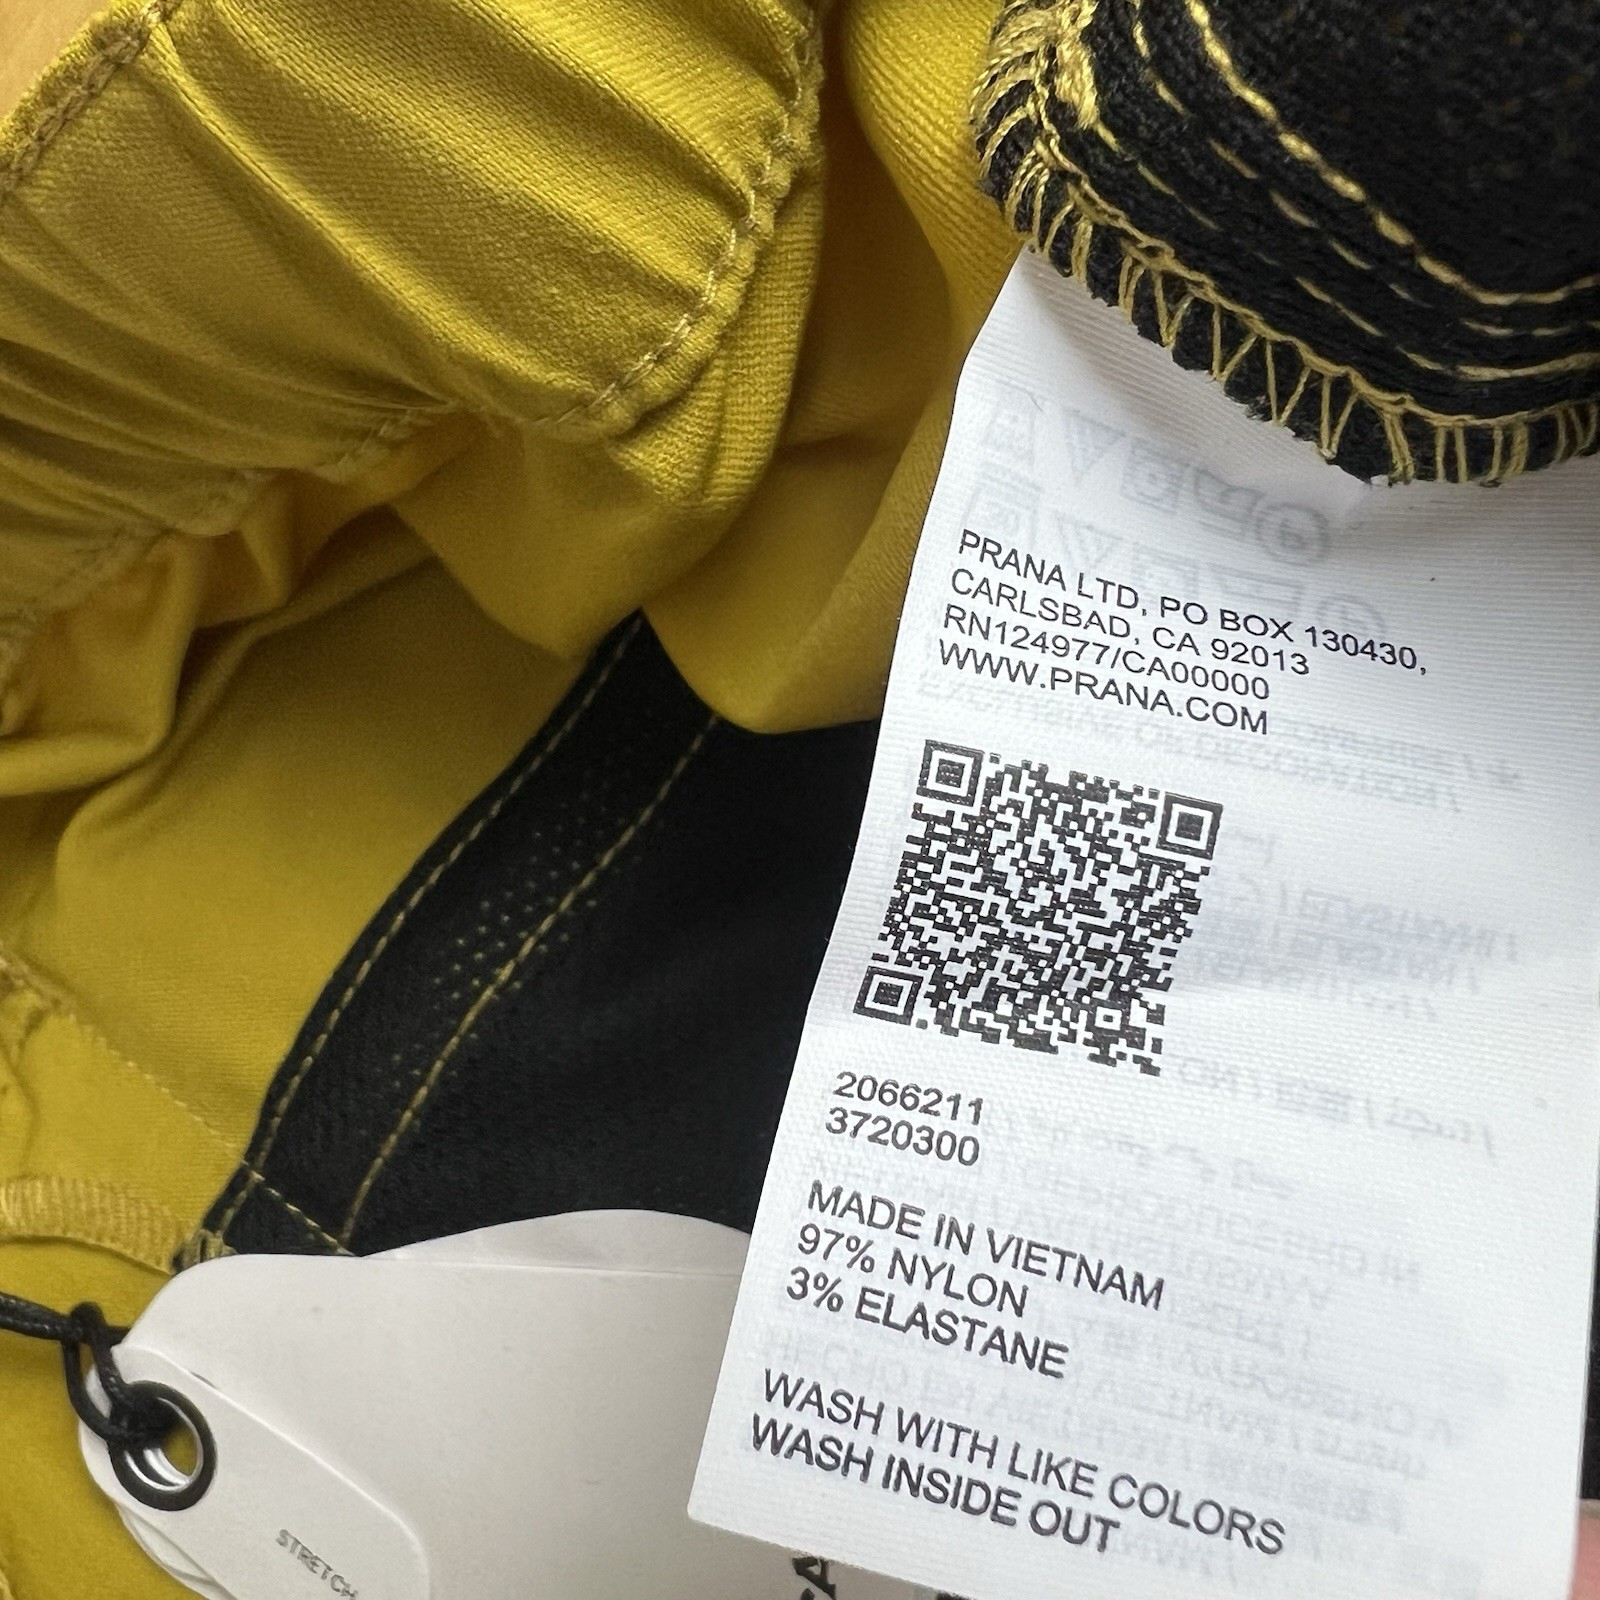 PRANA LTD, PO BOX 130430,
CARLSBAD, CA 92013
RN124977/CA00000
WWW.PRANA.COM
2066211
3720300
MADE IN VIETNAM
97% NYLON
3% ELASTANE
WASH WITH LIKE COLORS
WASH INSIDE OUT
STRETCH